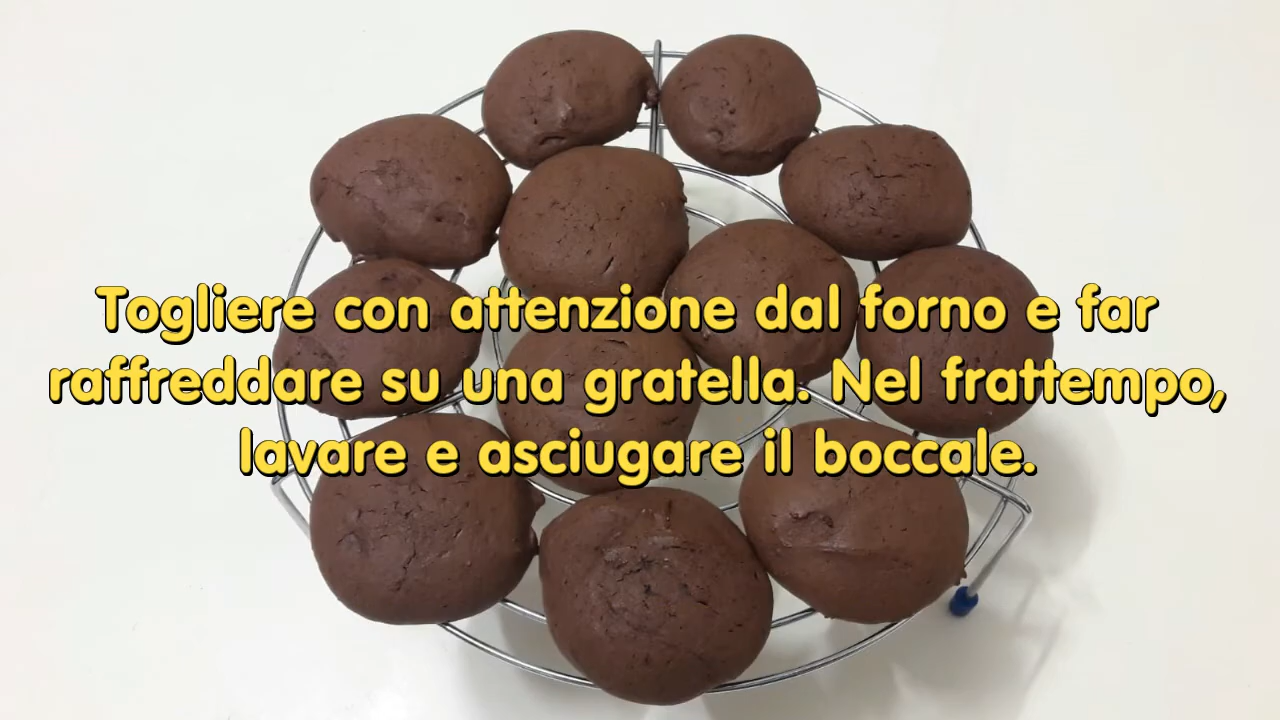 Togliere con attenzione dal forno e far
raffreddare su una gratella. Nel frattempo,
lavare e asciugare il boccale.